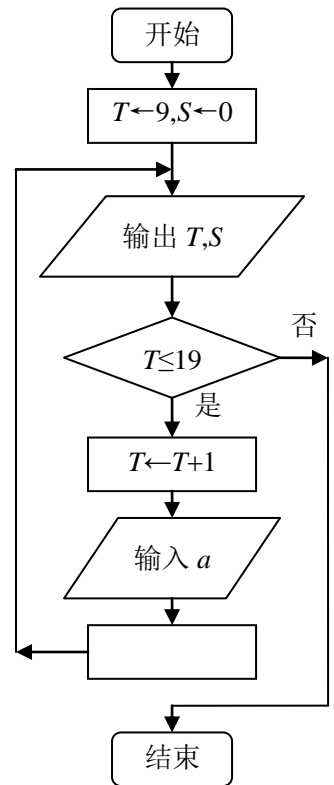 开始
T←9,S←0
输出 T,S
T≤19
否
是
T←T+1
输入 a
结束